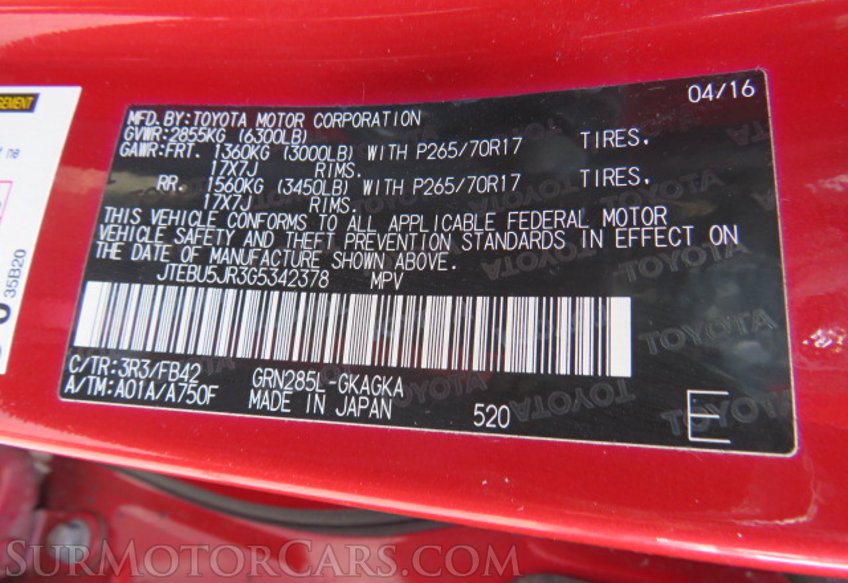 04/16
MFD. BY: TOYOTA MOTOR CORPORATION
GVWR: 2855KG (6300LB)
GAWR: FRT. 1360KG (3000LB) WITH P265/70R17 TIRES.
17X7J RIMS.
RR. 1560KG (3450LB) WITH P265/70R17 TIRES.
17X7J RIMS.
THIS VEHICLE CONFORMS TO ALL APPLICABLE FEDERAL MOTOR
VEHICLE SAFETY AND THEFT PREVENTION STANDARDS IN EFFECT ON
THE DATE OF MANUFACTURE SHOWN ABOVE.
JTEBU5JR3G5342378 MPV
C/TR: 3R3/FB42 GRN285L-GKAGKA
A/TM: A01A/A750F MADE IN JAPAN 520 E
35B20
TOYOTA
SurMotorCars.com